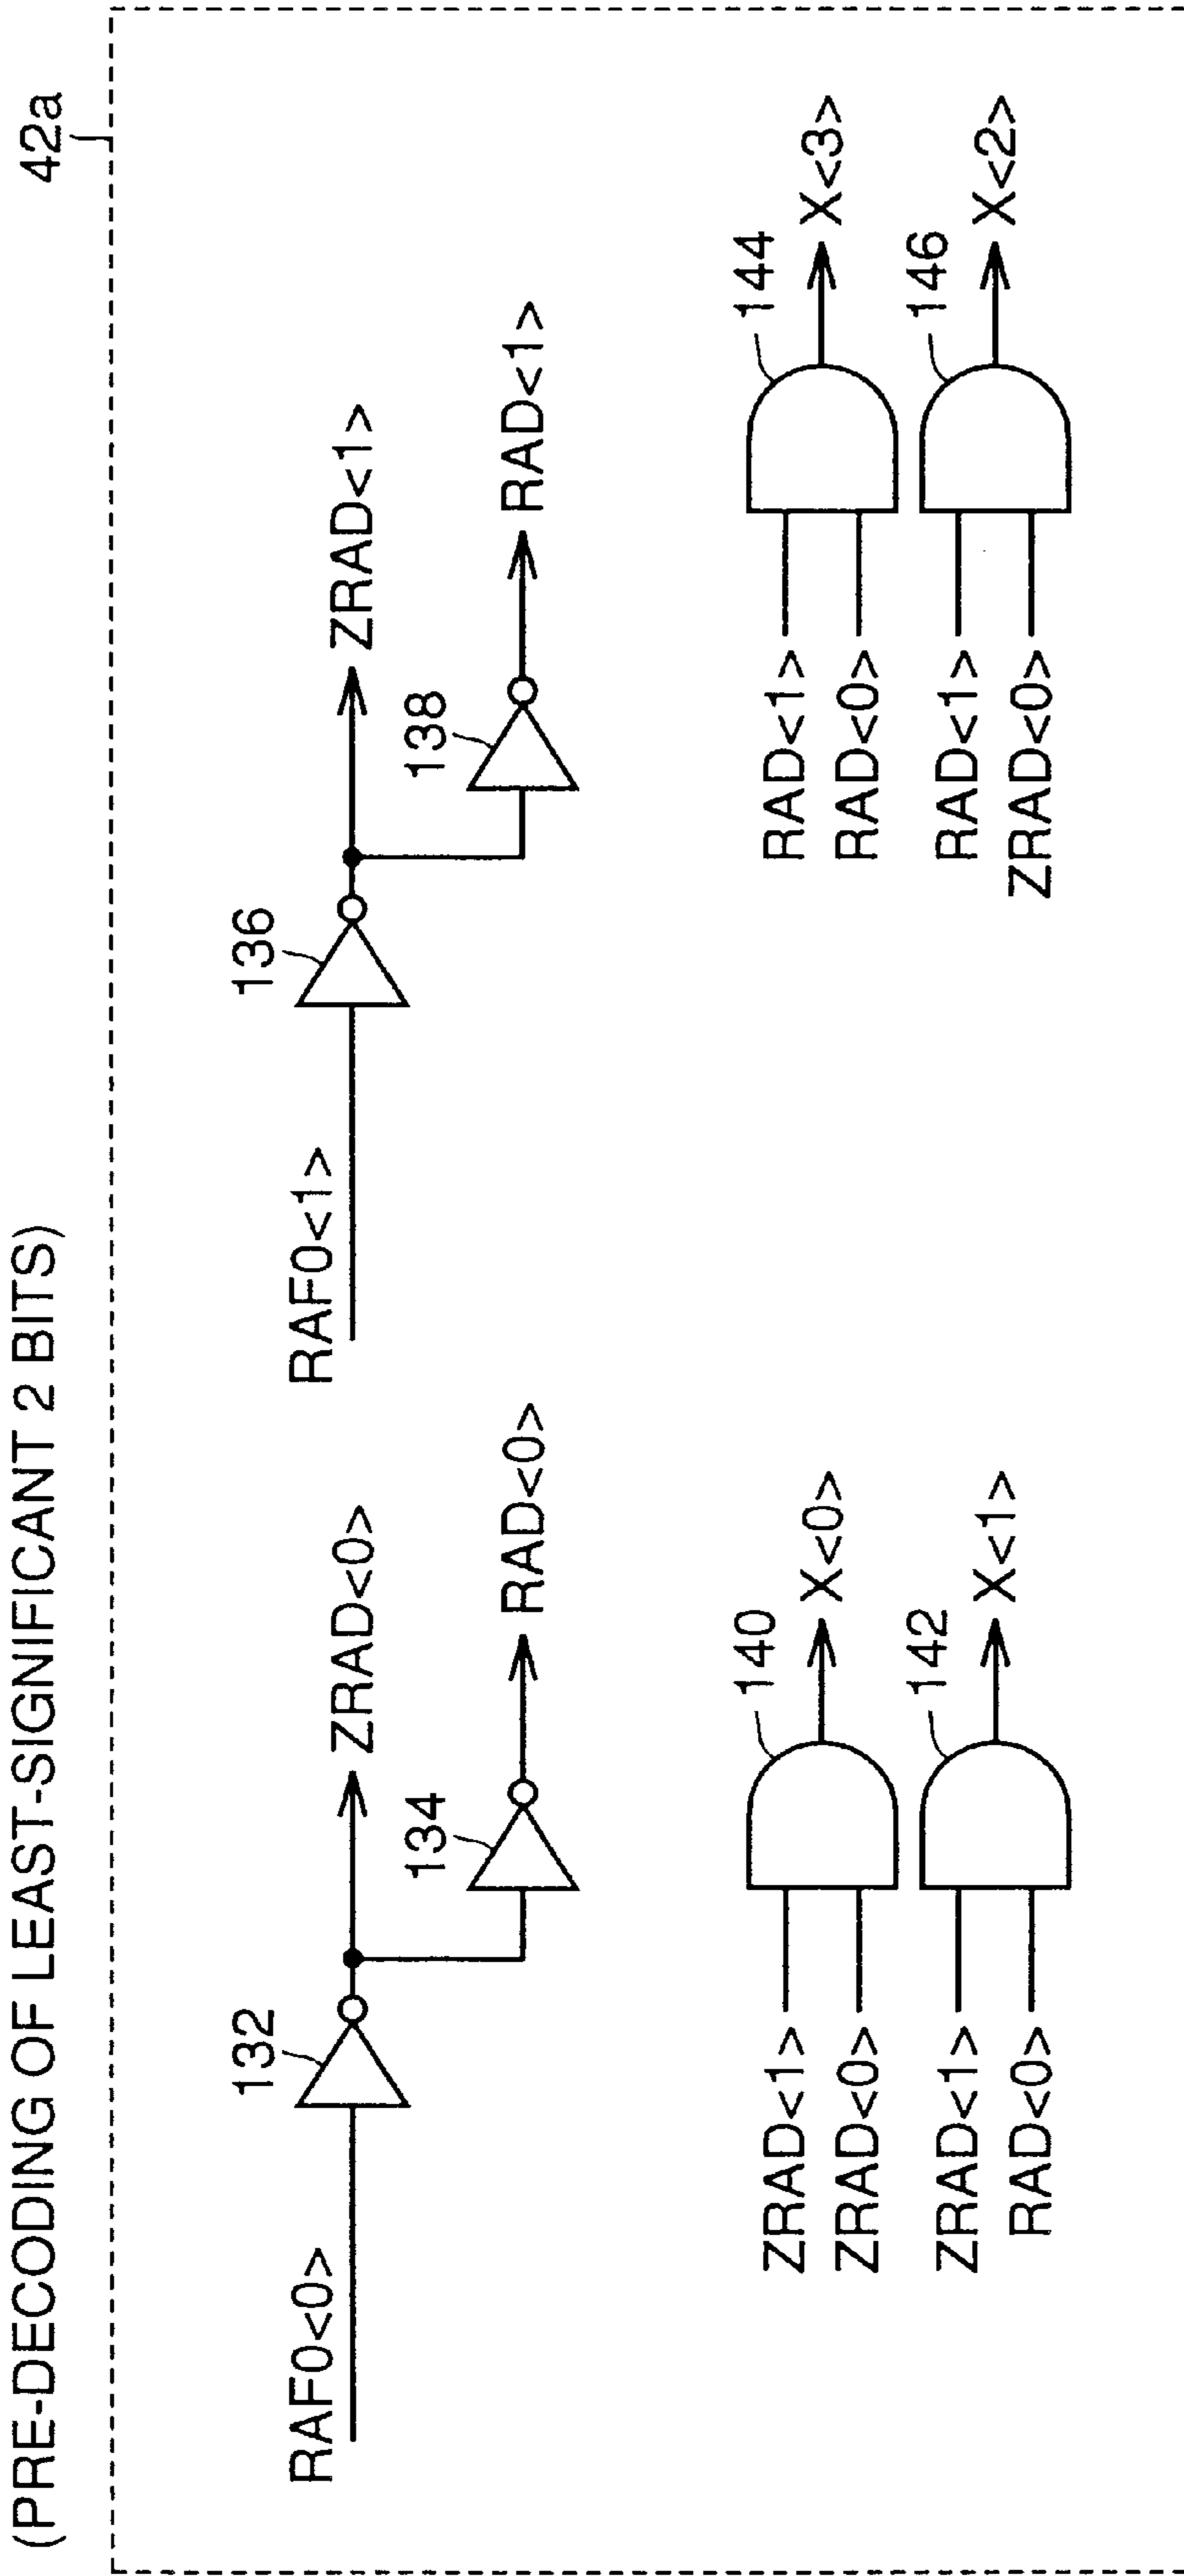 (PRE-DECODING OF LEAST-SIGNIFICANT 2 BITS)
42a
RAF0<0>
132
ZRAD<0>
134
RAD<0>
RAF0<1>
136
ZRAD<1>
138
RAD<1>
ZRAD<1>
ZRAD<0>
140
X<0>
ZRAD<1>
RAD<0>
142
X<1>
RAD<1>
RAD<0>
144
X<3>
RAD<1>
ZRAD<0>
146
X<2>